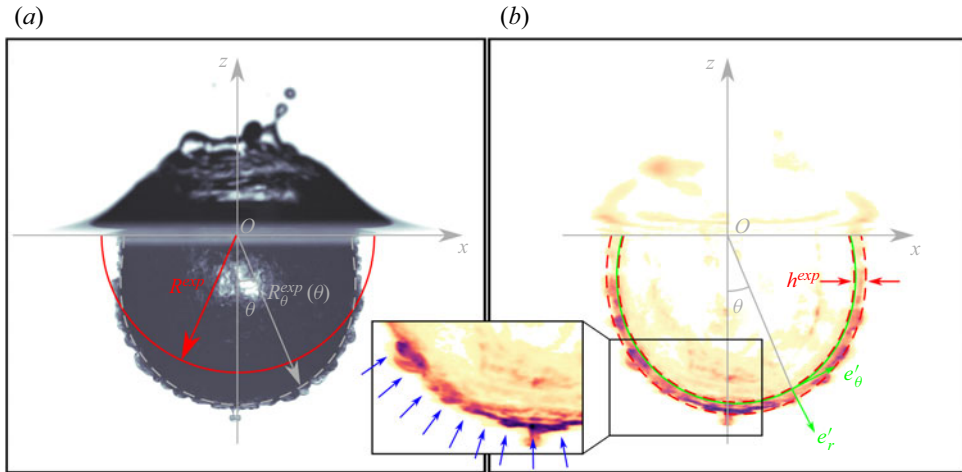 (a)
(b)
z
z
O
O
x
x
R^{exp}
R_θ^{exp}(θ)
θ
θ
h^{exp}
e'_θ
e'_r